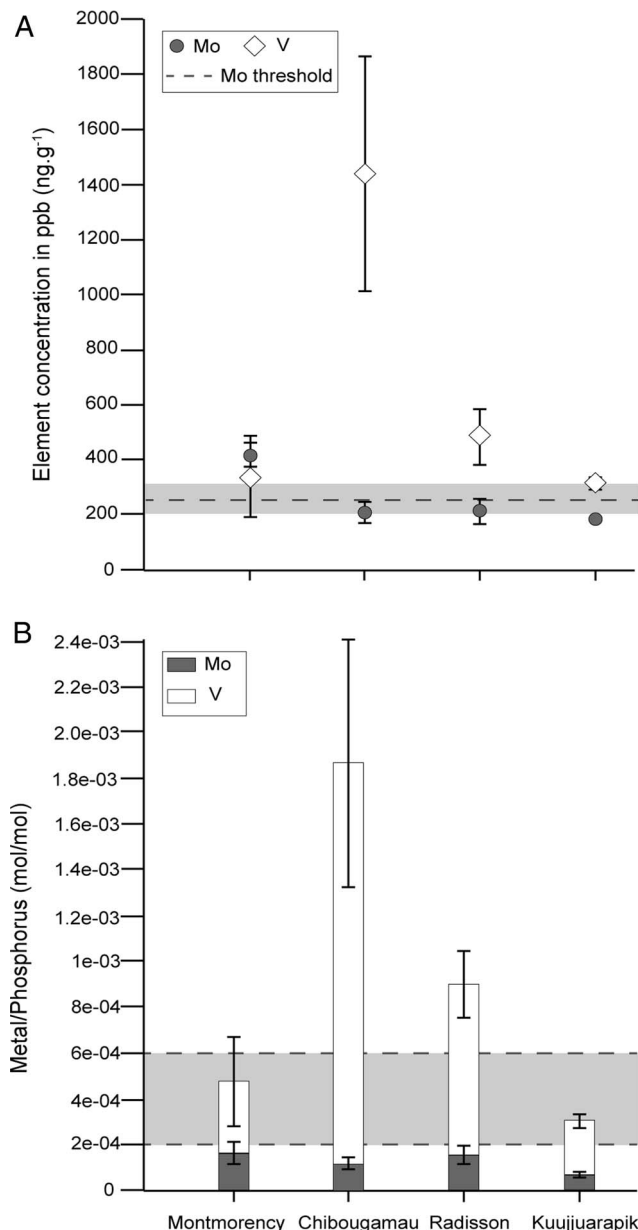 A
Element concentration in ppb (ng.g-1)
2000
1800
1600
1400
1200
1000
800
600
400
200
0
Mo V
Mo threshold
B
Metal/Phosphorus (mol/mol)
2.4e-03
2.2e-03
2.0e-03
1.8e-03
1.6e-03
1.4e-03
1.2e-03
1e-03
8e-04
6e-04
4e-04
2e-04
0
Mo
V
Montmorency Chibougamau Radisson Kuujjuarapik